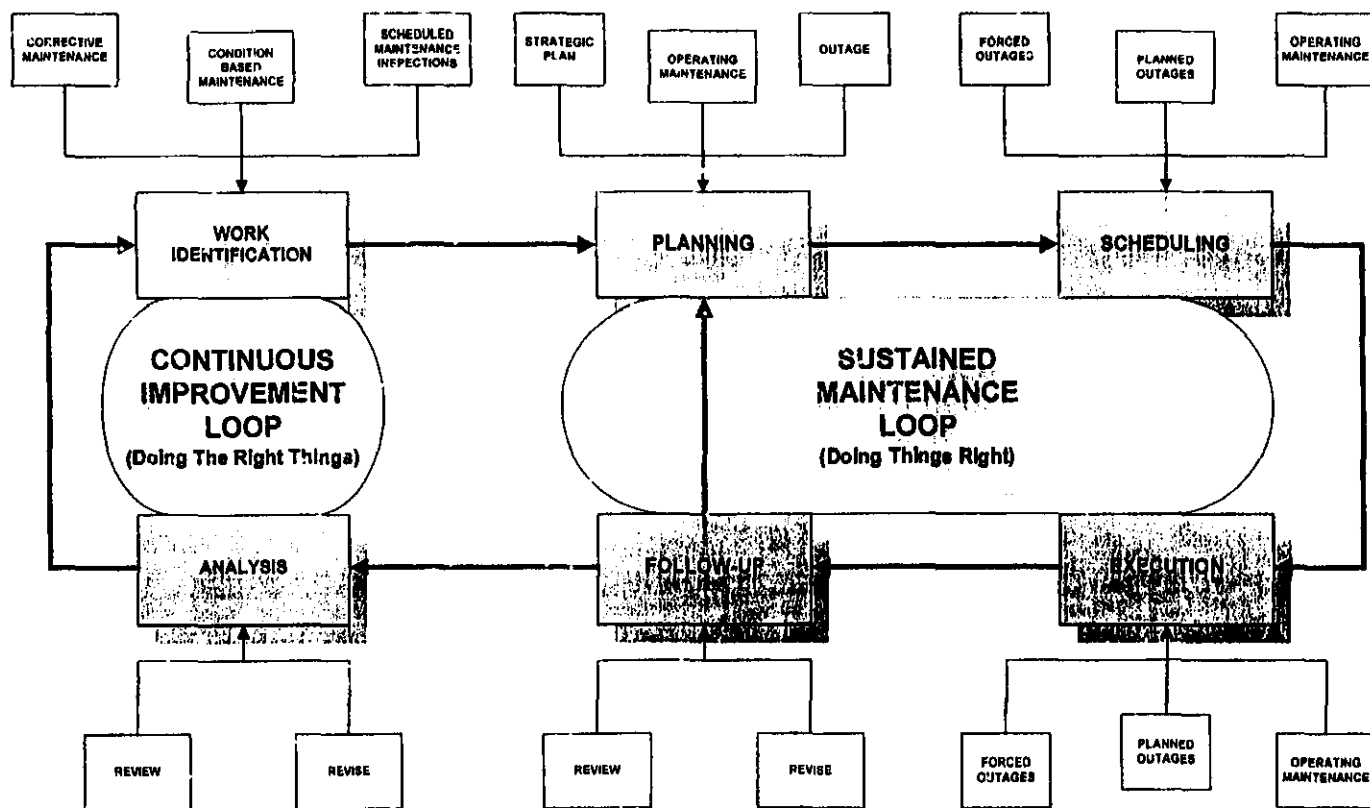 CORRECTIVE
MAINTENANCE
CONDITION
BASED
MAINTENANCE
SCHEDULED
MAINTENANCE
INSPECTIONS
STRATEGIC
PLAN
OPERATING
MAINTENANCE
OUTAGE
FORCED
OUTAGES
PLANNED
OUTAGES
OPERATING
MAINTENANCE
WORK
IDENTIFICATION
PLANNING
SCHEDULING
CONTINUOUS
IMPROVEMENT
LOOP
(Doing The Right Things)
SUSTAINED
MAINTENANCE
LOOP
(Doing Things Right)
ANALYSIS
FOLLOW-UP
EXECUTION
REVIEW
REVISE
REVIEW
REVISE
FORCED
OUTAGES
PLANNED
OUTAGES
OPERATING
MAINTENANCE